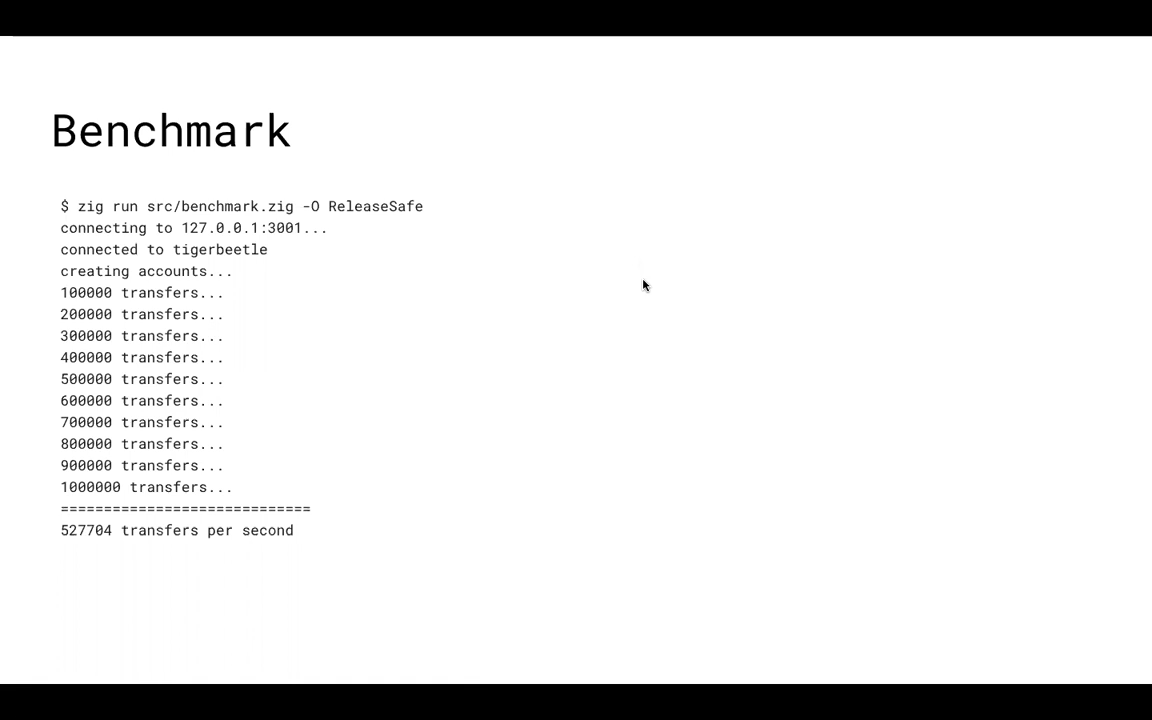 Benchmark
$ zig run src/benchmark.zig -O ReleaseSafe
connecting to 127.0.0.1:3001...
connected to tigerbeetle
creating accounts...
100000 transfers...
200000 transfers...
300000 transfers...
400000 transfers...
500000 transfers...
600000 transfers...
700000 transfers...
800000 transfers...
900000 transfers...
1000000 transfers...
=============================
527704 transfers per second